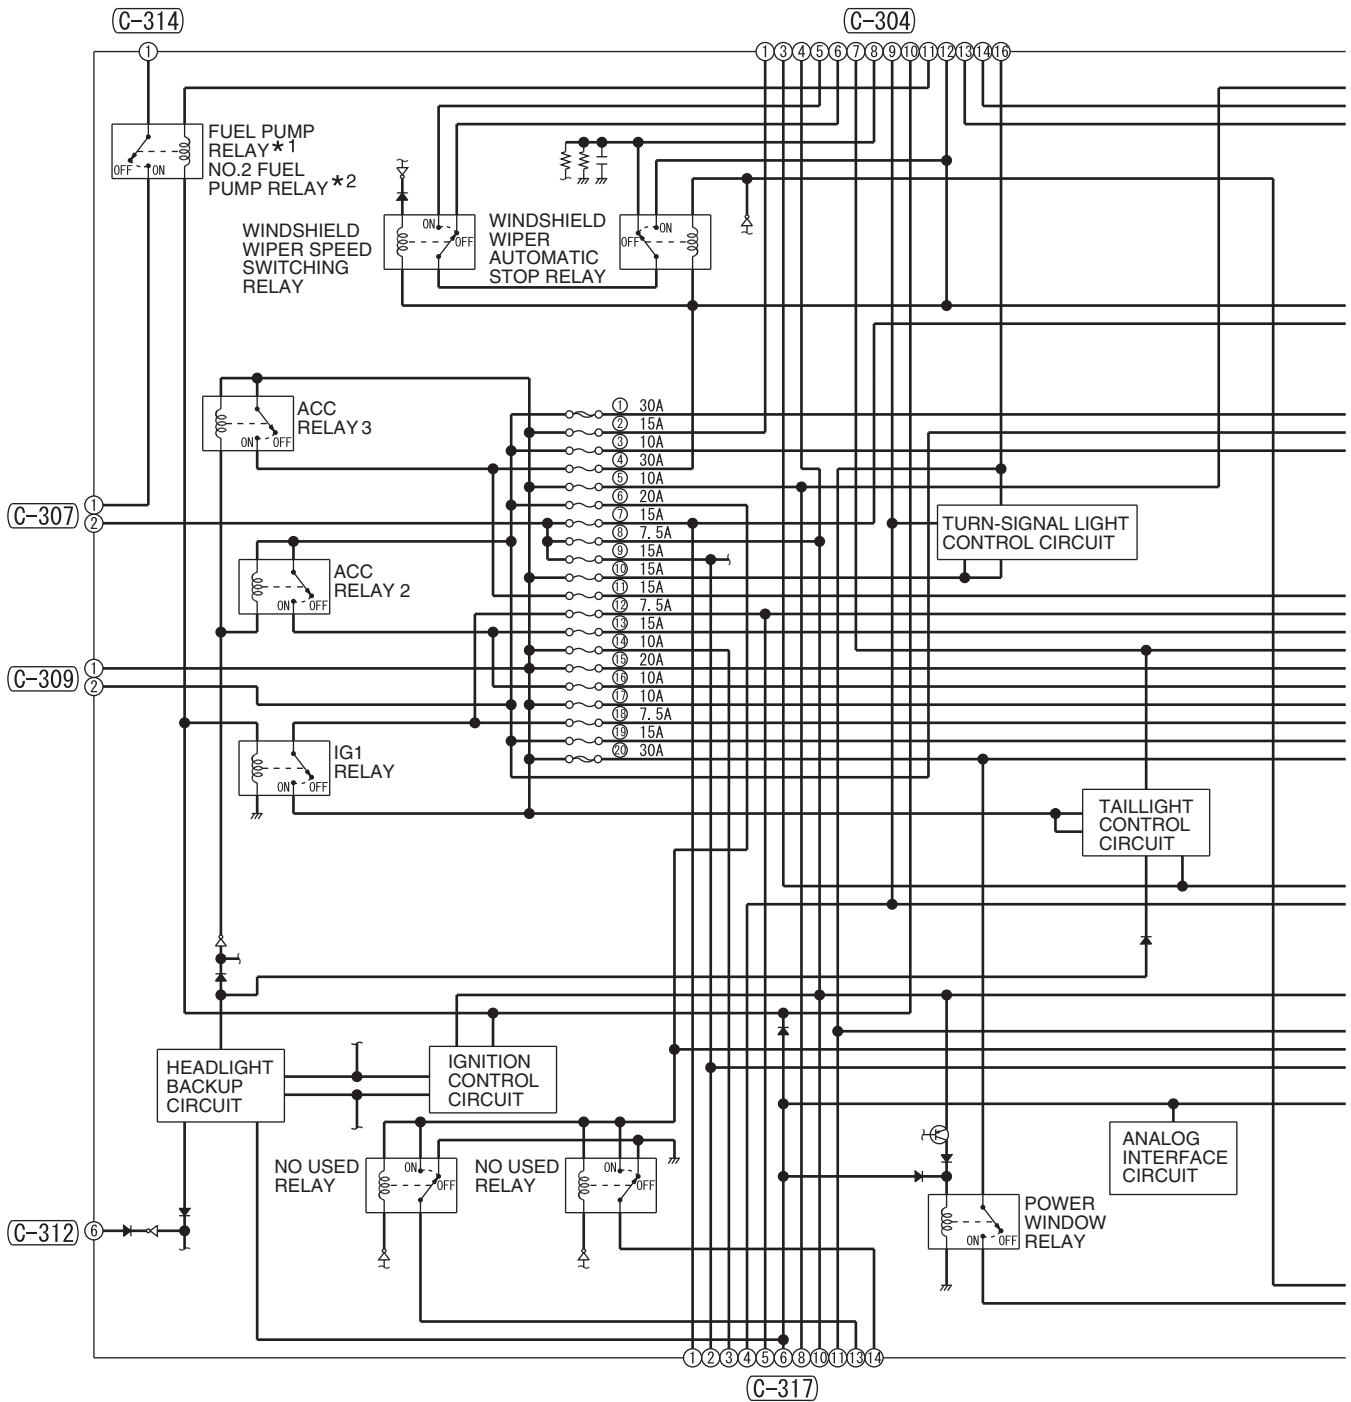 C-314
C-304
1
1 3 4 5 6 7 8 9 10 11 12 13 14 16
FUEL PUMP
RELAY*1
NO.2 FUEL
PUMP RELAY*2
OFF ON
WINDSHIELD
WIPER SPEED
SWITCHING
RELAY
ON OFF
WINDSHIELD
WIPER
AUTOMATIC
STOP RELAY
OFF ON
ACC
RELAY 3
ON OFF
1 30A
2 15A
3 10A
4 30A
5 10A
6 20A
7 15A
8 7.5A
9 15A
10 15A
11 15A
12 7.5A
13 15A
14 10A
15 20A
16 10A
17 10A
18 7.5A
19 15A
20 30A
C-307
1
2
TURN-SIGNAL LIGHT
CONTROL CIRCUIT
ACC
RELAY 2
ON OFF
C-309
1
2
IG1
RELAY
ON OFF
TAILLIGHT
CONTROL
CIRCUIT
HEADLIGHT
BACKUP
CIRCUIT
IGNITION
CONTROL
CIRCUIT
ANALOG
INTERFACE
CIRCUIT
NO USED
RELAY
ON OFF
NO USED
RELAY
ON OFF
POWER
WINDOW
RELAY
ON OFF
C-312
6
1 2 3 4 5 6 8 10 11 13 14
C-317